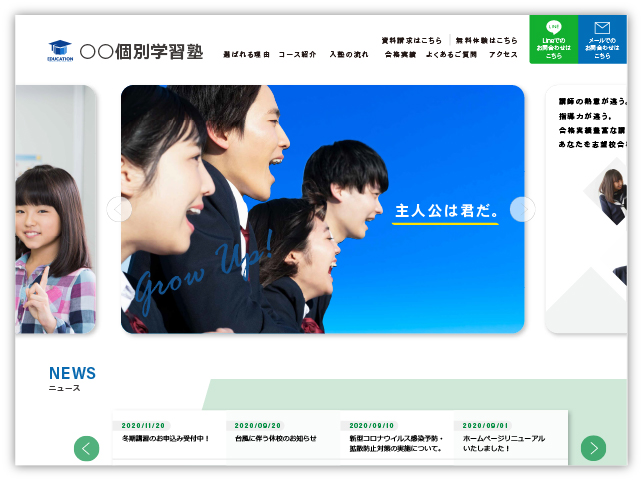 EDUCATION
〇〇個別学習塾
資料請求はこちら
無料体験はこちら
選ばれる理由 コース紹介 入塾の流れ 合格実績 よくあるご質問 アクセス
LINE
Lineでの
お問合わせは
こちら
メールでの
お問合わせは
こちら
主人公は君だ。
Grow Up!
講師の熱意が違う。
指導力が違う。
合格実績豊富な講
あなたを志望校合格
NEWS
ニュース
2020/11/20
冬期講習のお申込み受付中！
2020/09/20
台風に伴う休校のお知らせ
2020/09/10
新型コロナウイルス感染予防・
拡散防止対策の実施について。
2020/09/01
ホームページリニューアル
いたしました！